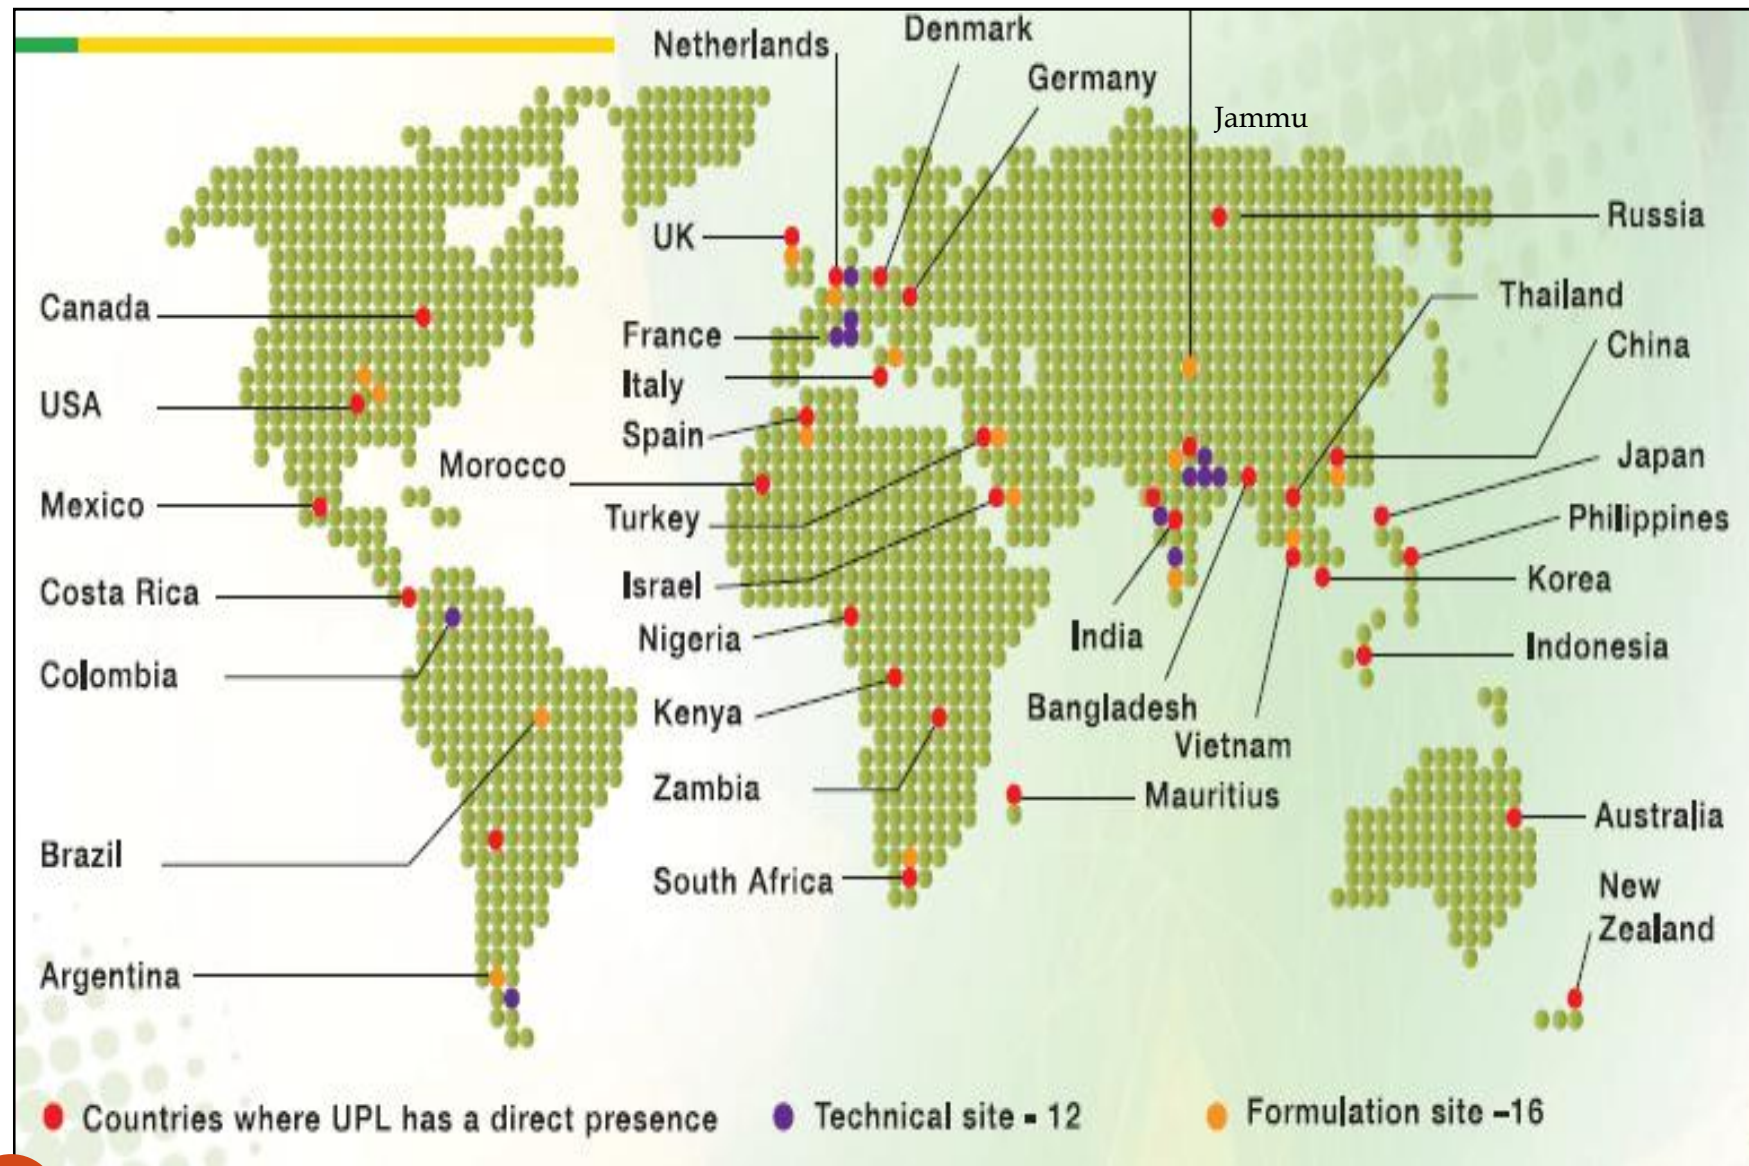 Netherlands
Denmark
Germany
Jammu
UK
Russia
Canada
Thailand
France
China
Italy
USA
Spain
Morocco
Japan
Mexico
Turkey
Philippines
Israel
Korea
Costa Rica
Nigeria
India
Indonesia
Colombia
Kenya
Bangladesh
Vietnam
Zambia
Mauritius
Australia
Brazil
South Africa
New
Zealand
Argentina
Countries where UPL has a direct presence
Technical site - 12
Formulation site –16